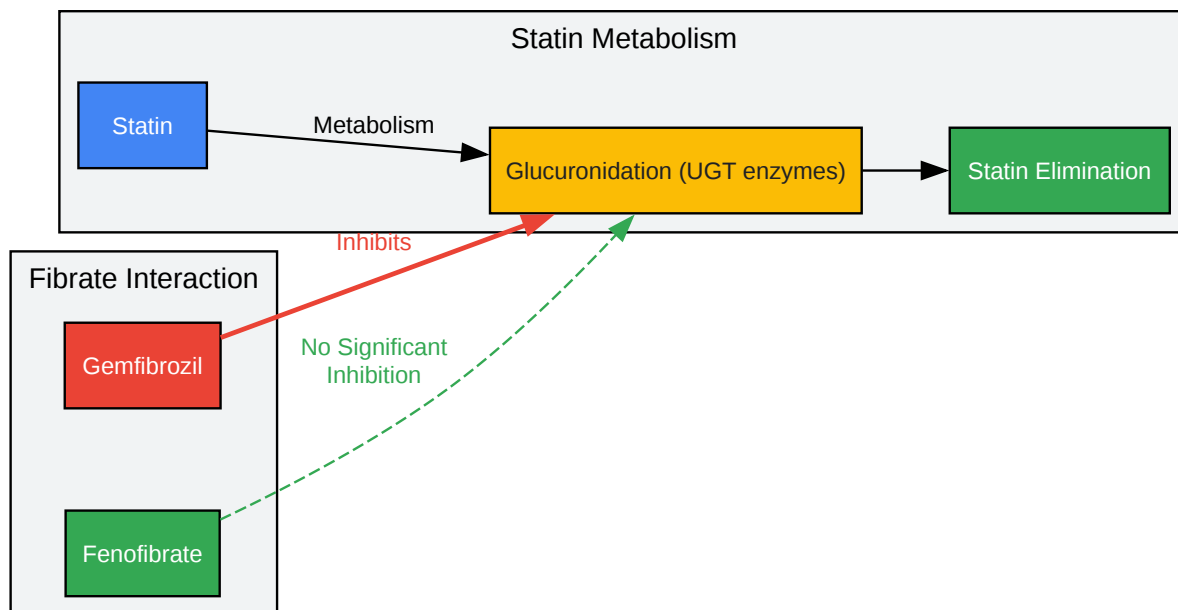 Statin Metabolism
Statin
Metabolism
Glucuronidation (UGT enzymes)
Statin Elimination
Inhibits
Fibrate Interaction
Gemfibrozil
No Significant
Inhibition
Fenofibrate